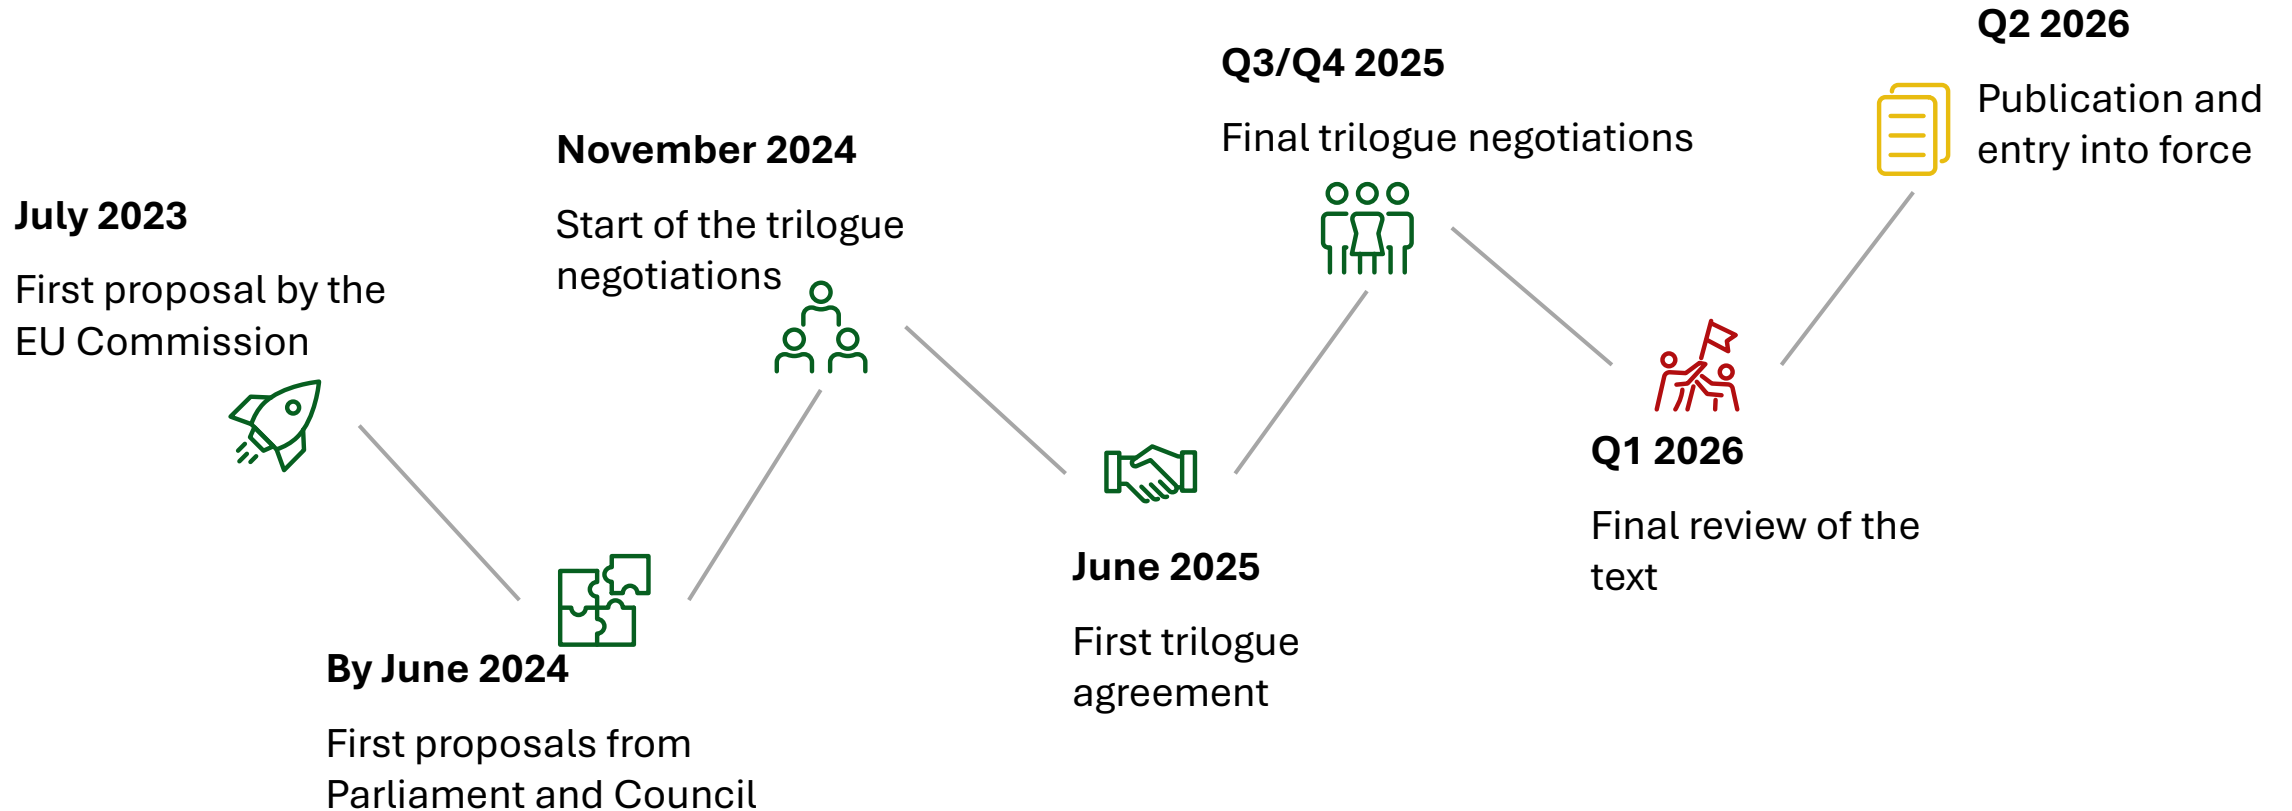 July 2023
First proposal by the
EU Commission
By June 2024
First proposals from
Parliament and Council
November 2024
Start of the trilogue
negotiations
June 2025
First trilogue
agreement
Q3/Q4 2025
Final trilogue negotiations
Q1 2026
Final review of the
text
Q2 2026
Publication and
entry into force